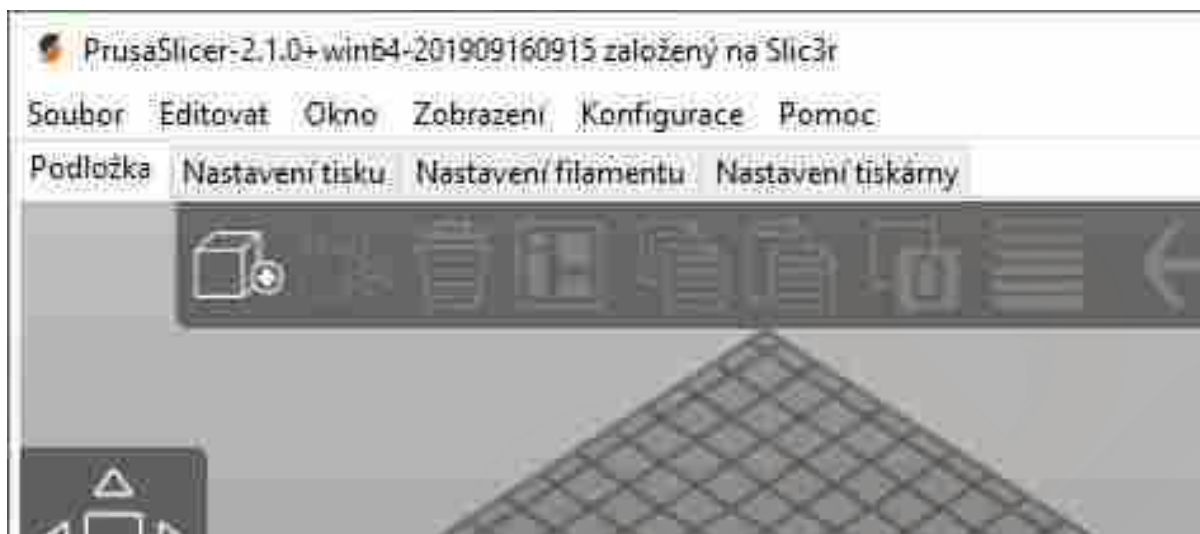 PrusaSlicer-2.1.0+win64-201909160915 založený na Slic3r
Soubor Editovat Okno Zobrazení Konfigurace Pomoc
Podložka Nastavení tisku Nastavení filamentu Nastavení tiskárny